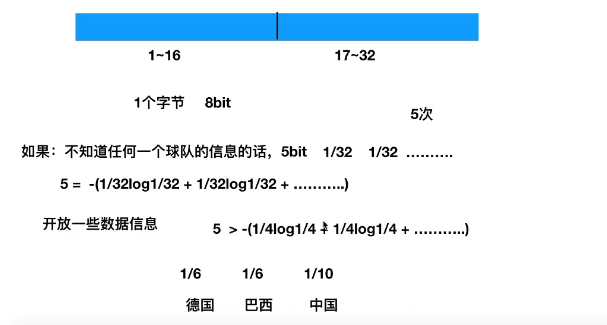 1~16 17~32
1个字节 8bit
5次
如果：不知道任何一个球队的信息的话，5bit 1/32 1/32 ……….
5 = -(1/32log1/32 + 1/32log1/32 + ………..)
开放一些数据信息
5 > -(1/4log1/4 + 1/4log1/4 + ………..)
1/6 1/6 1/10
德国 巴西 中国